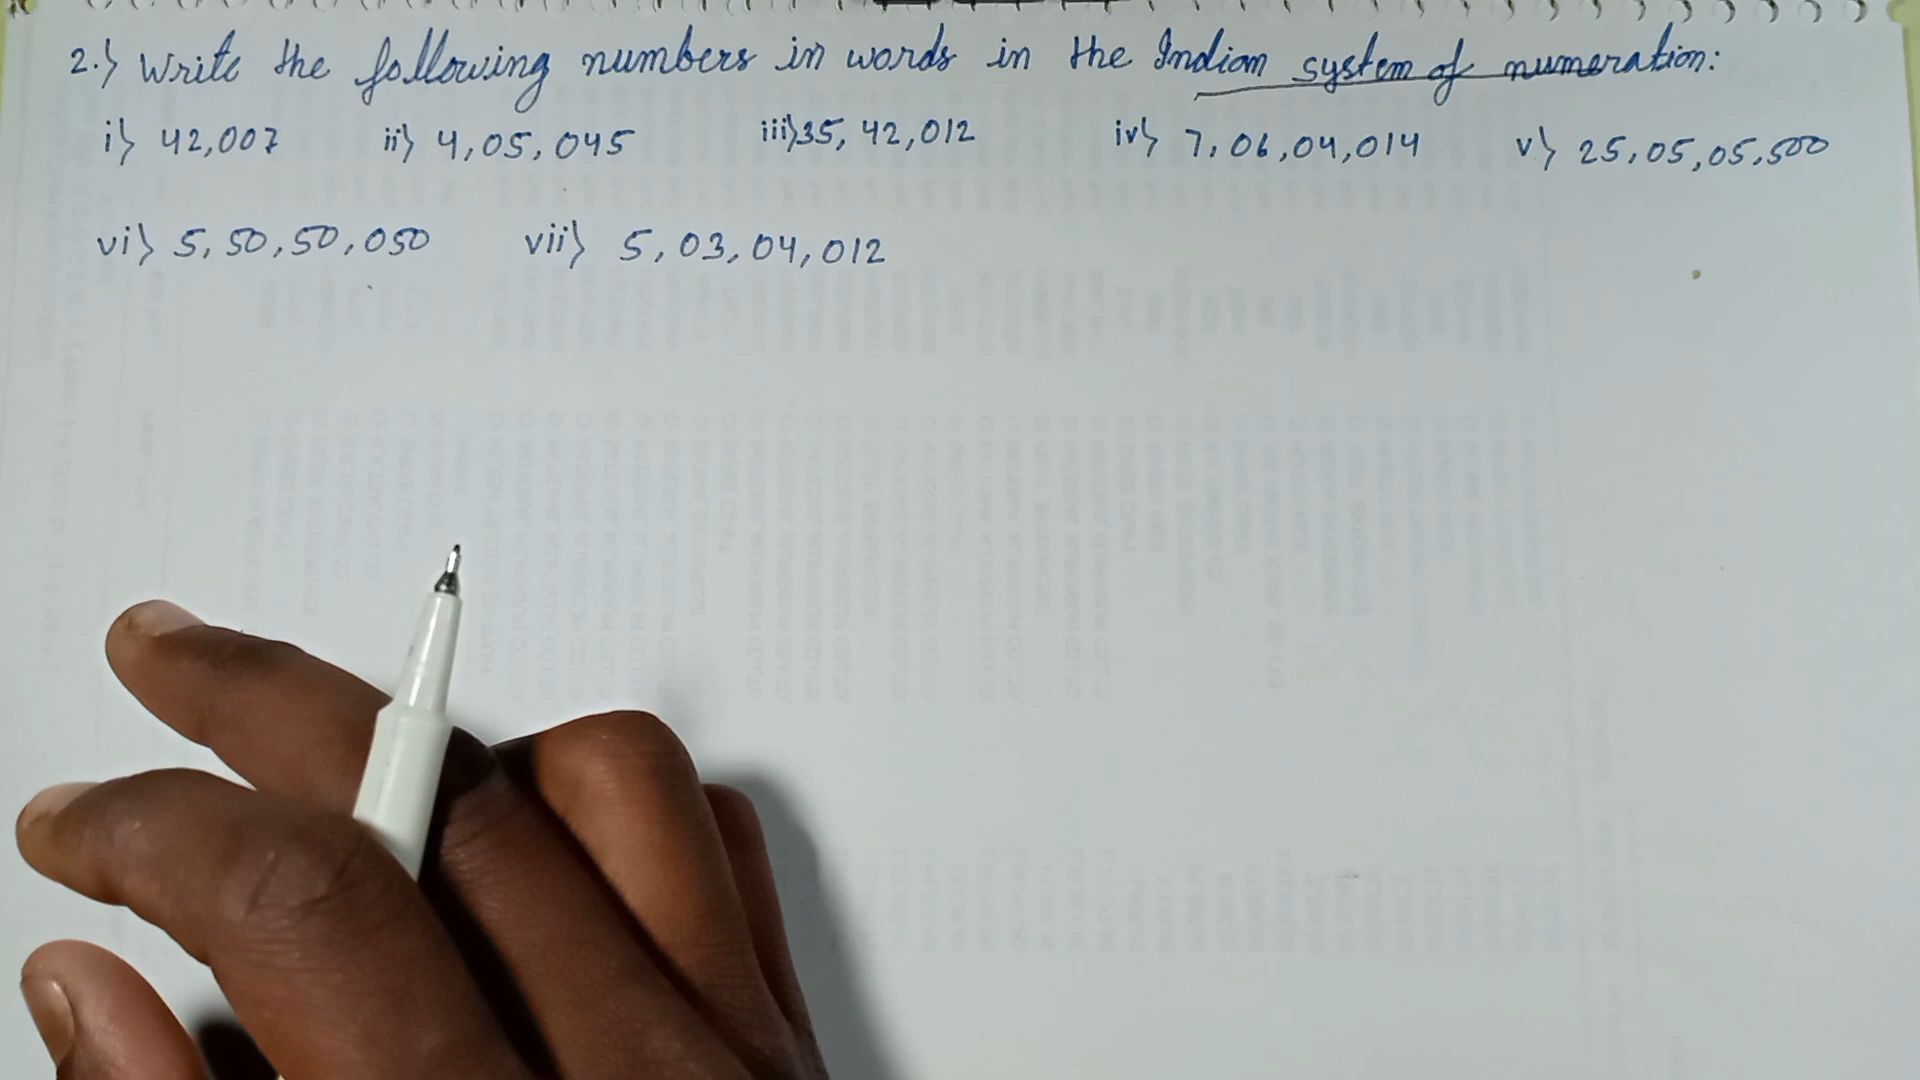 2.) Write the following numbers in words in the Indian system of numeration:
i) 42,007 ii) 4,05,045 iii) 35,42,012 iv) 7,06,04,014 v) 25,05,05,500
vi) 5,50,50,050 vii) 5,03,04,012